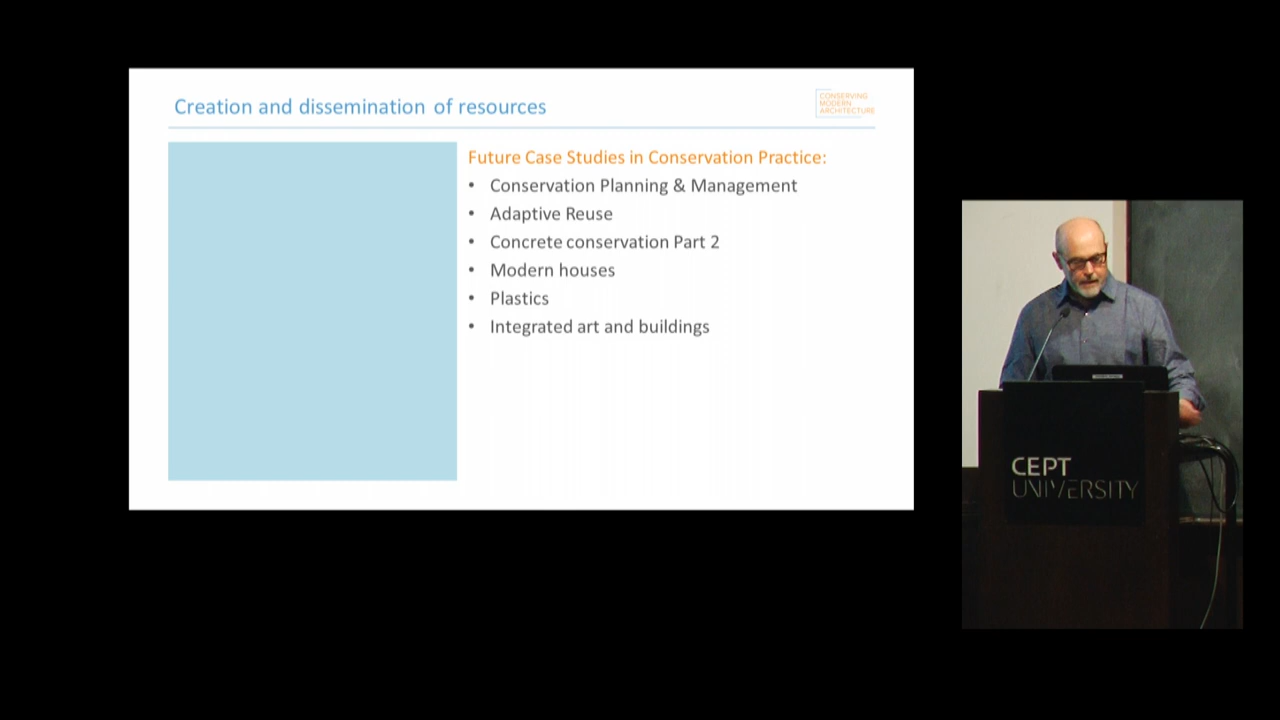 Creation and dissemination of resources
CONSERVING
MODERN
ARCHITECTURE
Future Case Studies in Conservation Practice:
• Conservation Planning & Management
• Adaptive Reuse
• Concrete conservation Part 2
• Modern houses
• Plastics
• Integrated art and buildings
CEPT
UNIVERSITY